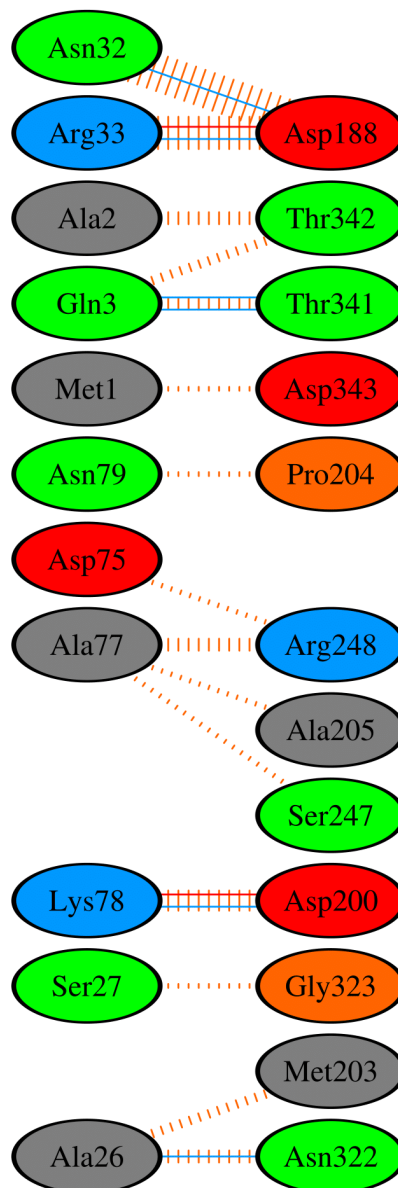 Asn32
Arg33 Asp188
Ala2 Thr342
Gln3 Thr341
Met1 Asp343
Asn79 Pro204
Asp75
Ala77 Arg248
Ala205
Ser247
Lys78 Asp200
Ser27 Gly323
Met203
Ala26 Asn322